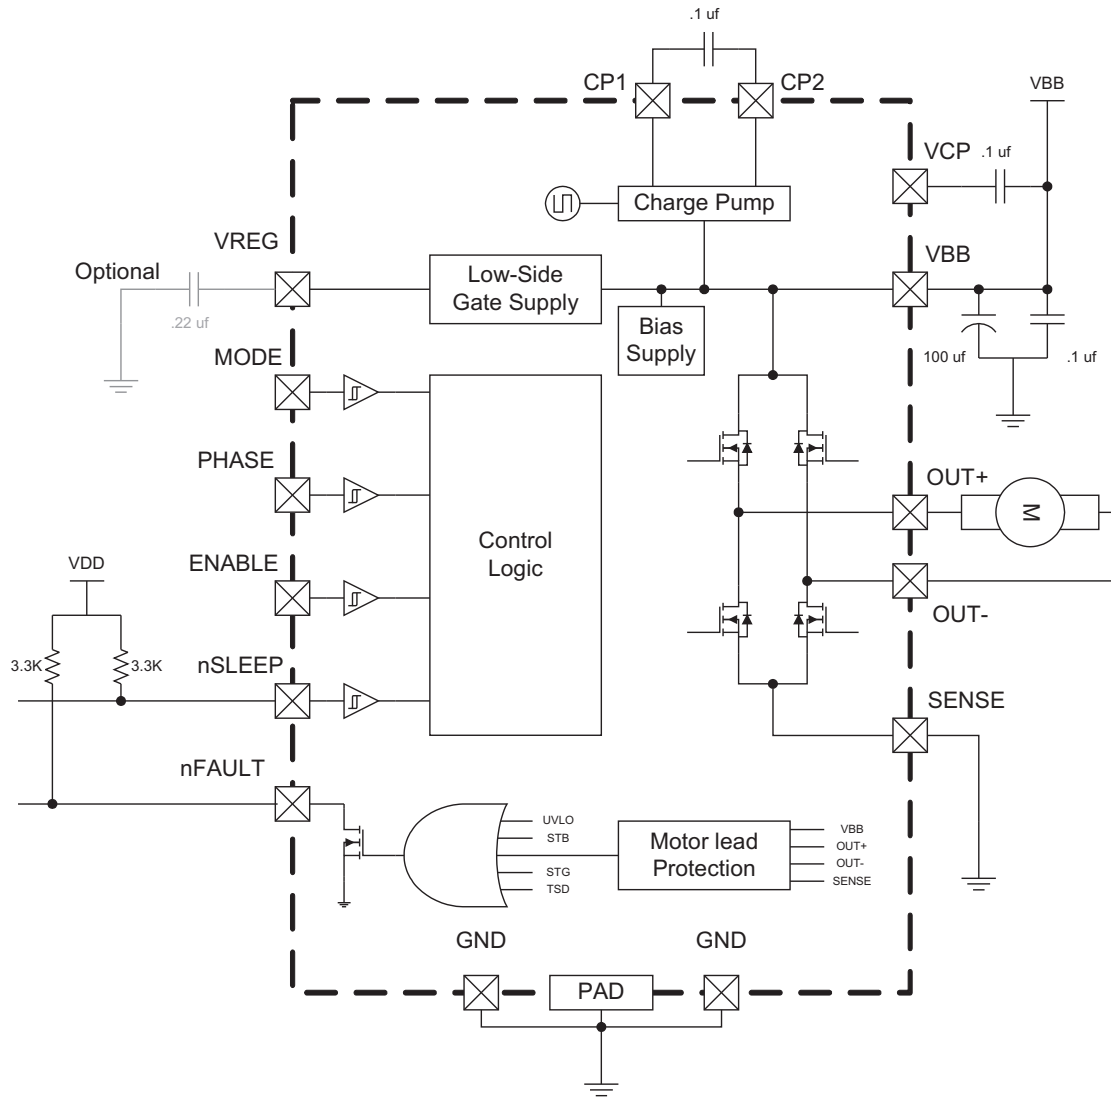 .1 uf
CP1
CP2
VBB
VCP
.1 uf
Charge Pump
VREG
VBB
Optional
Low-Side
Gate Supply
.22 uf
Bias
Supply
100 uf
.1 uf
MODE
PHASE
OUT+
M
Control
Logic
ENABLE
VDD
OUT-
3.3K
3.3K
nSLEEP
SENSE
nFAULT
UVLO
STB
STG
TSD
Motor lead
Protection
VBB
OUT+
OUT-
SENSE
GND
GND
PAD